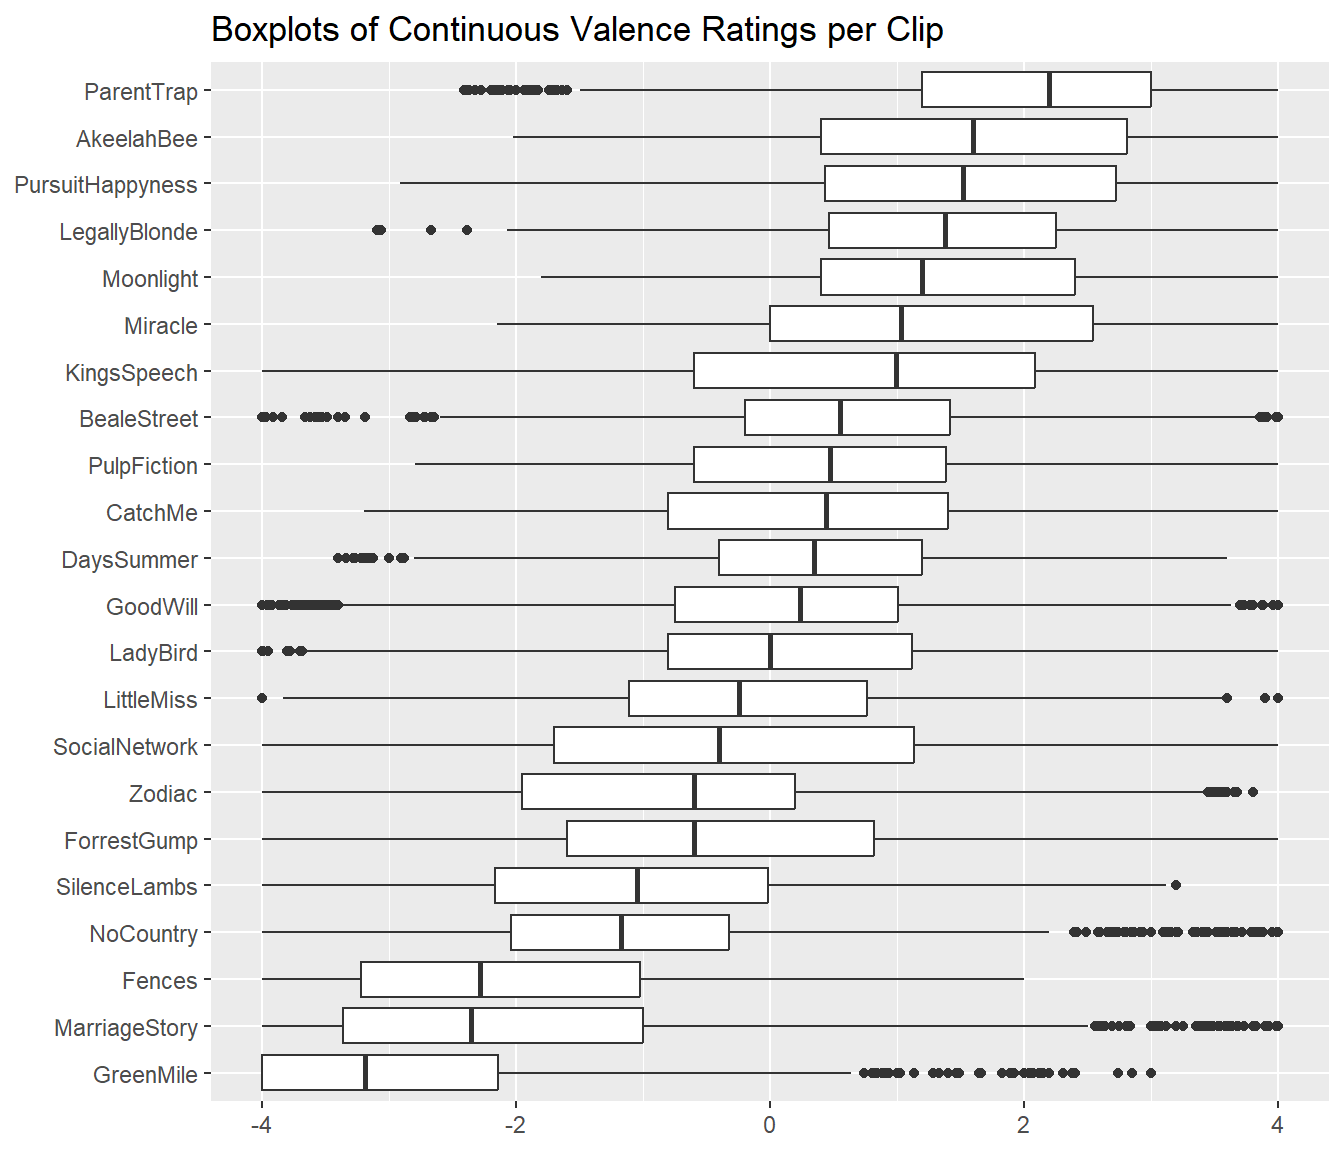 Boxplots of Continuous Valence Ratings per Clip
ParentTrap
AkeelahBee
PursuitHappyness
LegallyBlonde
Moonlight
Miracle
KingsSpeech
BealeStreet
PulpFiction
CatchMe
DaysSummer
GoodWill
LadyBird
LittleMiss
SocialNetwork
Zodiac
ForrestGump
SilenceLambs
NoCountry
Fences
MarriageStory
GreenMile
-4 -2 0 2 4